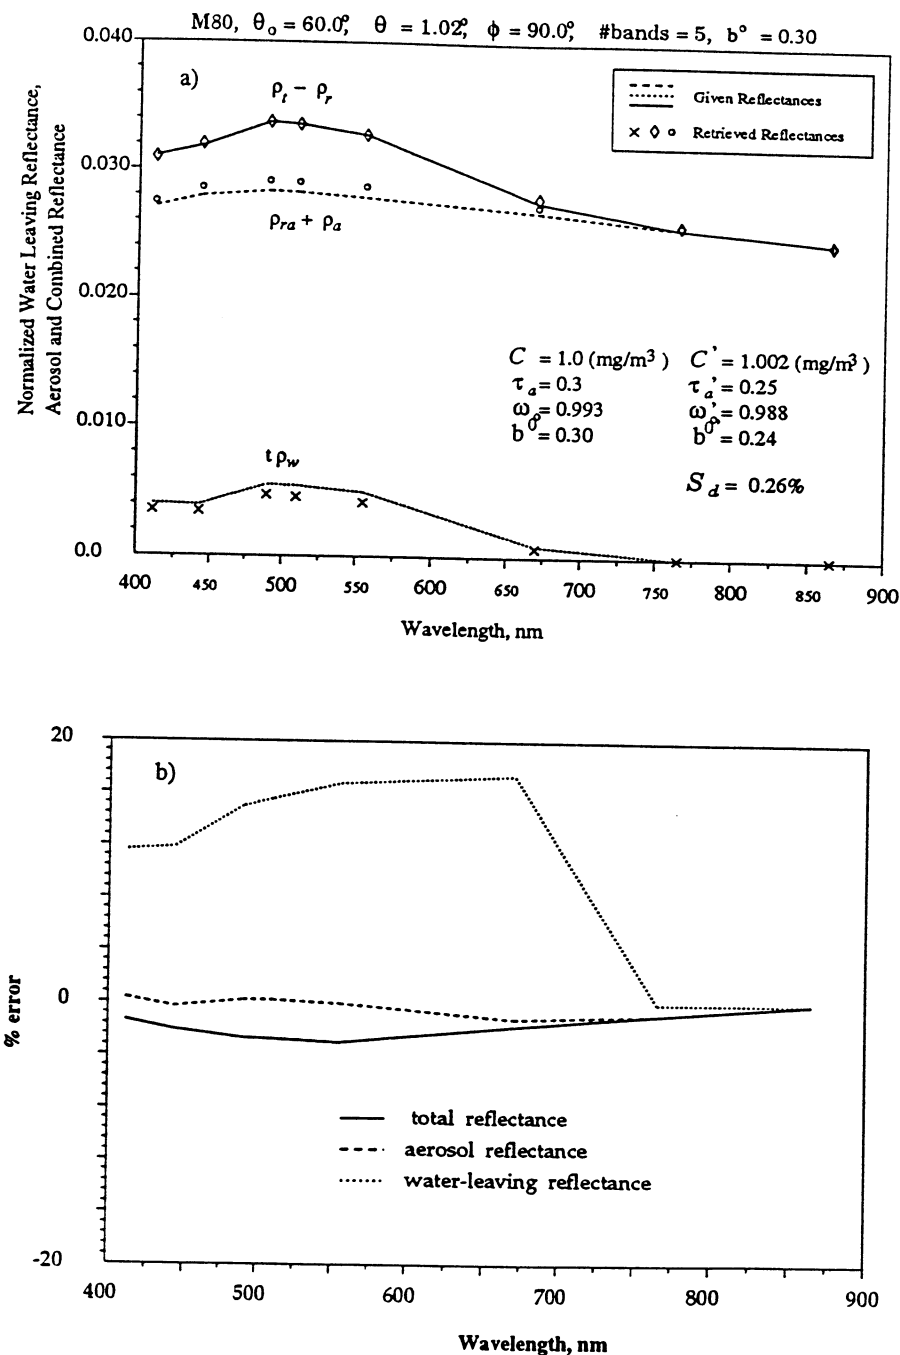 M80, θₒ = 60.0°, θ = 1.02°, φ = 90.0°, #bands = 5, b° = 0.30
0.040
0.030
0.020
0.010
0.0
Normalized Water Leaving Reflectance,
Aerosol and Combined Reflectance
a)
ρt − ρr
Given Reflectances
× ◊ ∘ Retrieved Reflectances
ρra + ρa
C = 1.0 (mg/m³) C' = 1.002 (mg/m³)
τa = 0.3 τa' = 0.25
ωo = 0.993 ωo' = 0.988
b° = 0.30 b°' = 0.24
Sd = 0.26%
tρw
400 450 500 550 600 650 700 750 800 850 900
Wavelength, nm
20
0
-20
% error
b)
total reflectance
aerosol reflectance
water-leaving reflectance
400 500 600 700 800 900
Wavelength, nm